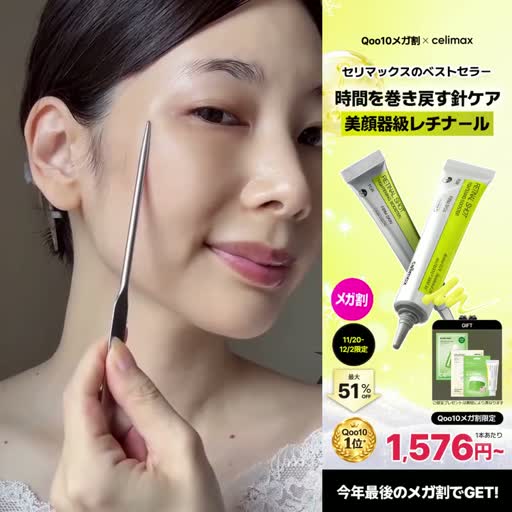 Qoo10メガ割 × celimax
セリマックスのベストセラー
時間を巻き戻す針ケア
美顔器級レチナール
RETINAL SHOT
celimax
メガ割
11/20-
12/2限定
最大
51%
OFF
GIFT
Qoo10
1位
Qoo10メガ割限定
1本あたり
1,576円~
今年最後のメガ割でGET!